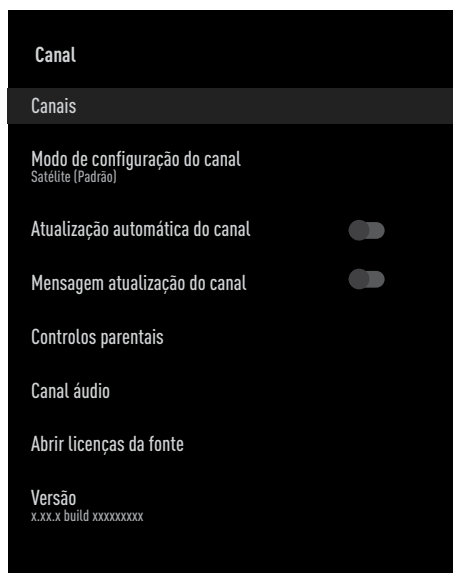 Canal
Canais
Modo de configuração do canal
Satélite (Padrão)
Atualização automática do canal
Mensagem atualização do canal
Controlos parentais
Canal áudio
Abrir licenças da fonte
Versão
x.xx.x build xxxxxxxxx